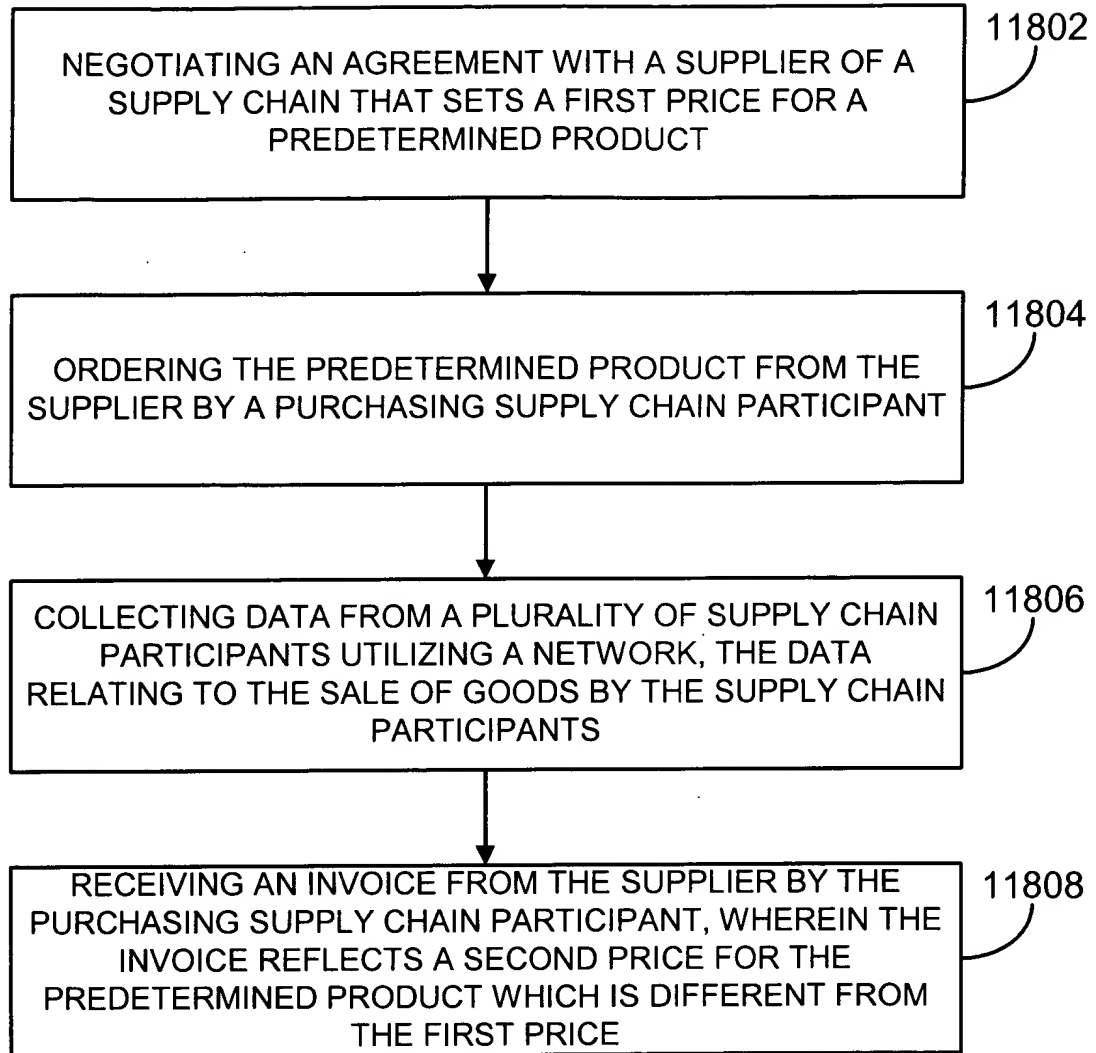 11802
NEGOTIATING AN AGREEMENT WITH A SUPPLIER OF A
SUPPLY CHAIN THAT SETS A FIRST PRICE FOR A
PREDETERMINED PRODUCT
11804
ORDERING THE PREDETERMINED PRODUCT FROM THE
SUPPLIER BY A PURCHASING SUPPLY CHAIN PARTICIPANT
11806
COLLECTING DATA FROM A PLURALITY OF SUPPLY CHAIN
PARTICIPANTS UTILIZING A NETWORK, THE DATA
RELATING TO THE SALE OF GOODS BY THE SUPPLY CHAIN
PARTICIPANTS
11808
RECEIVING AN INVOICE FROM THE SUPPLIER BY THE
PURCHASING SUPPLY CHAIN PARTICIPANT, WHEREIN THE
INVOICE REFLECTS A SECOND PRICE FOR THE
PREDETERMINED PRODUCT WHICH IS DIFFERENT FROM
THE FIRST PRICE